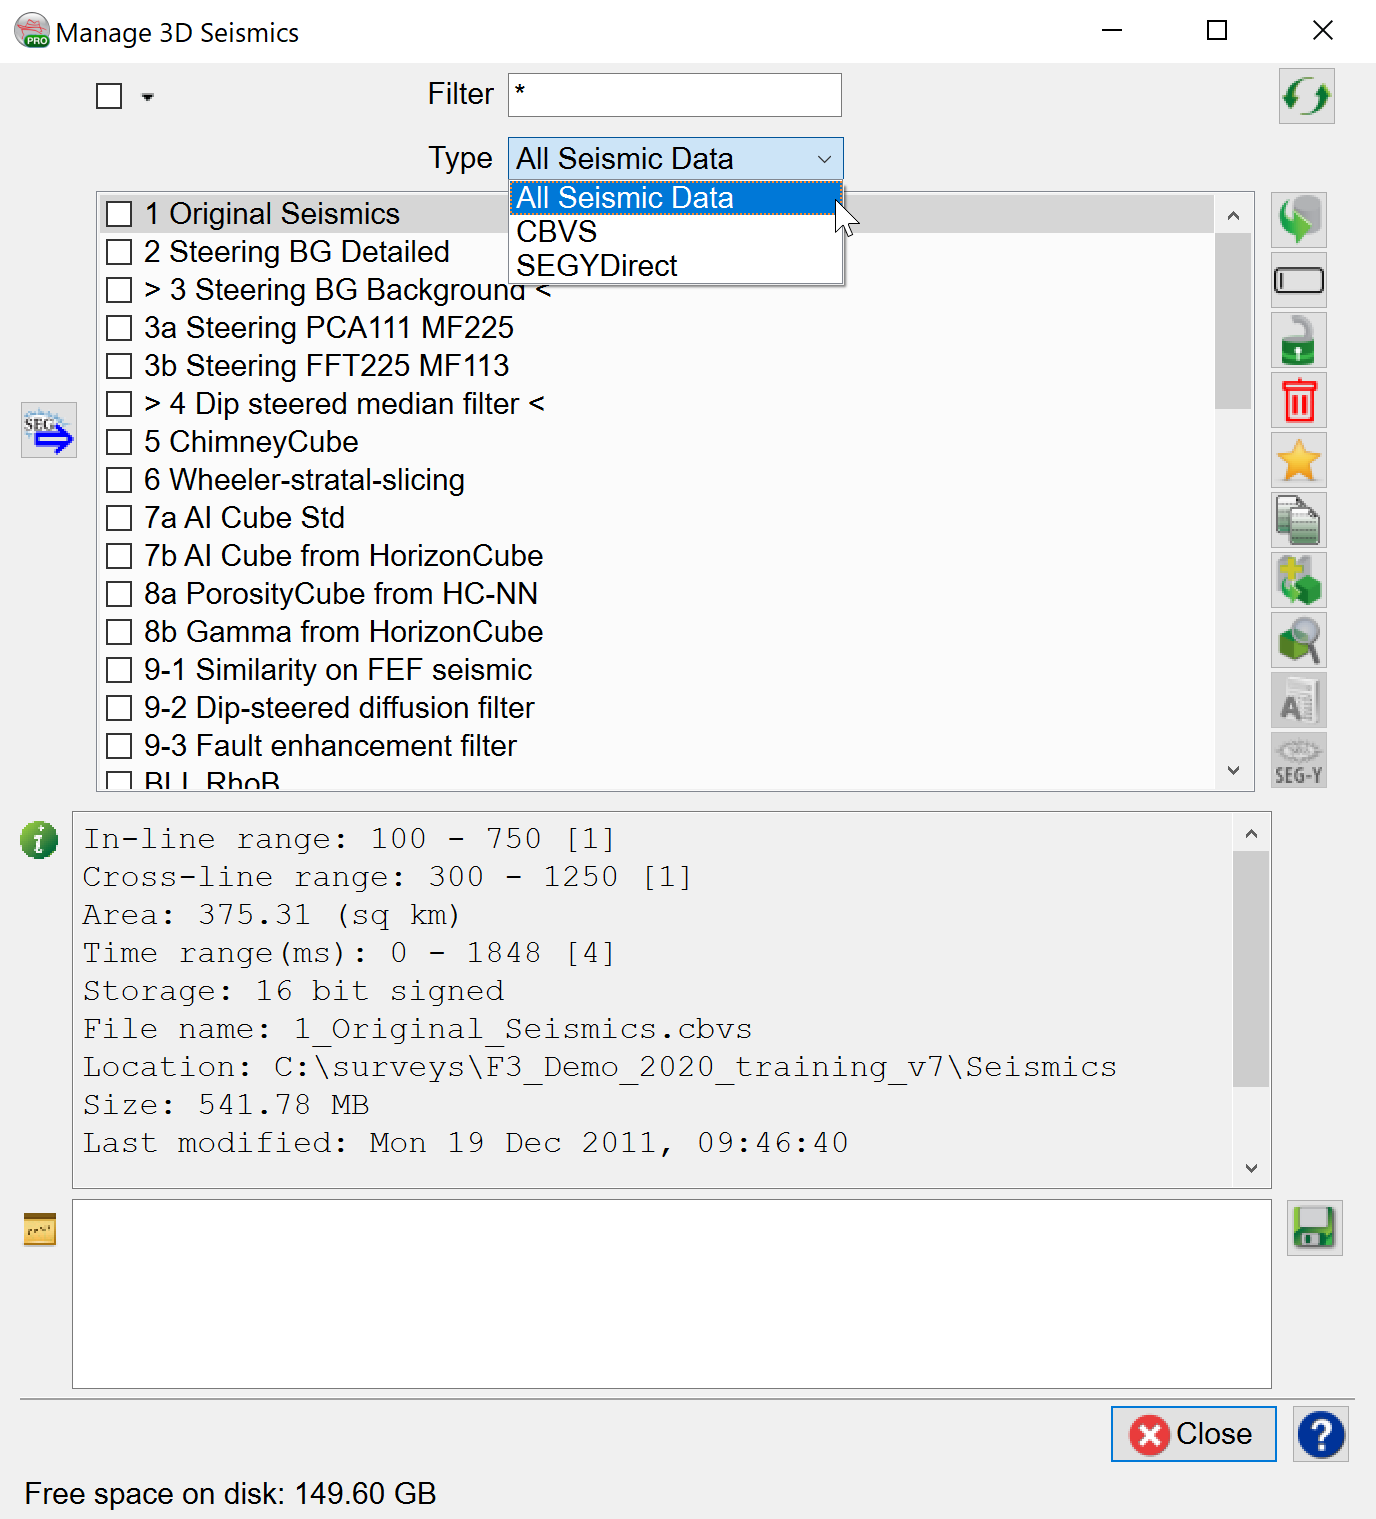 Manage 3D Seismics
PRO
Filter *
Type All Seismic Data
All Seismic Data
CBVS
SEGYDirect
1 Original Seismics
2 Steering BG Detailed
> 3 Steering BG Background <
3a Steering PCA111 MF225
3b Steering FFT225 MF113
> 4 Dip steered median filter <
5 ChimneyCube
6 Wheeler-stratal-slicing
7a AI Cube Std
7b AI Cube from HorizonCube
8a PorosityCube from HC-NN
8b Gamma from HorizonCube
9-1 Similarity on FEF seismic
9-2 Dip-steered diffusion filter
9-3 Fault enhancement filter
SEG-Y
In-line range: 100 - 750 [1]
Cross-line range: 300 - 1250 [1]
Area: 375.31 (sq km)
Time range(ms): 0 - 1848 [4]
Storage: 16 bit signed
File name: 1_Original_Seismics.cbvs
Location: C:\surveys\F3_Demo_2020_training_v7\Seismics
Size: 541.78 MB
Last modified: Mon 19 Dec 2011, 09:46:40
Close
Free space on disk: 149.60 GB